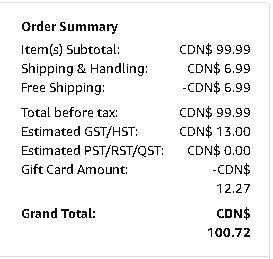 Order Summary
Item(s) Subtotal: CDN$ 99.99
Shipping & Handling: CDN$ 6.99
Free Shipping: -CDN$ 6.99
Total before tax: CDN$ 99.99
Estimated GST/HST: CDN$ 13.00
Estimated PST/RST/QST: CDN$ 0.00
Gift Card Amount: -CDN$
12.27
Grand Total: CDN$
100.72